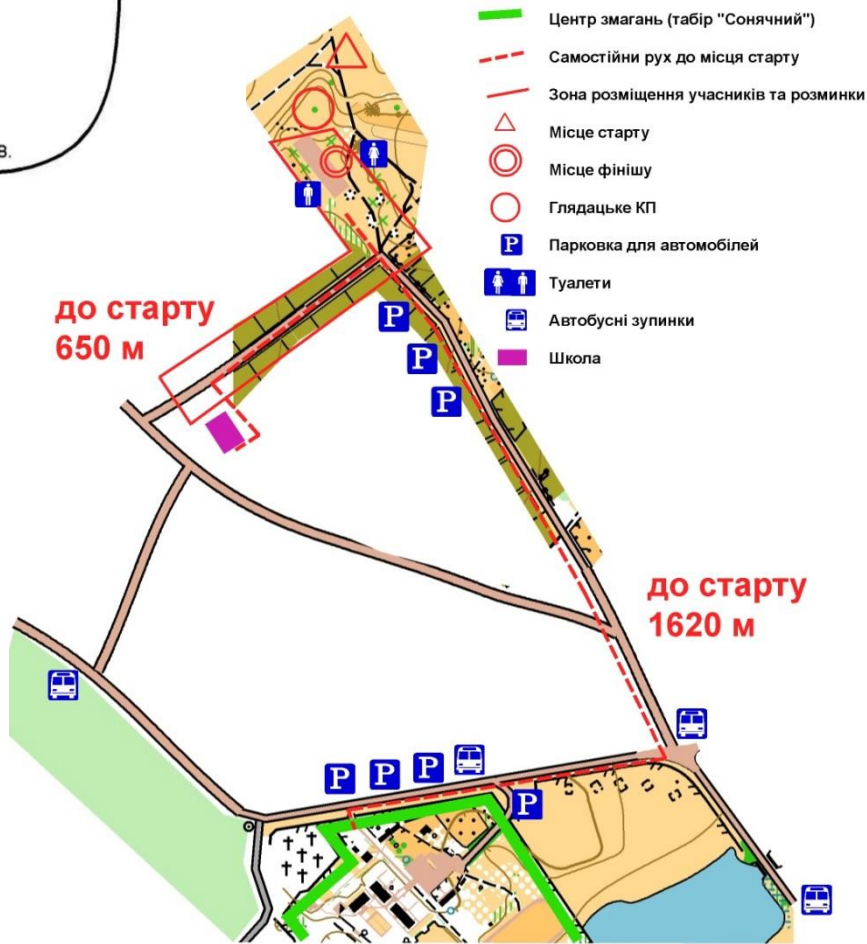 Центр змагань (табір "Сонячний")
Самостійни рух до місця старту
в.
Зона розміщення учасників та розминки
Місце старту
Місце фінішу
Глядацьке КП
P Парковка для автомобілей
Туалети
Автобусні зупинки
Школа
до старту
650 м
P
P
P
до старту
1620 м
P
P
P
P